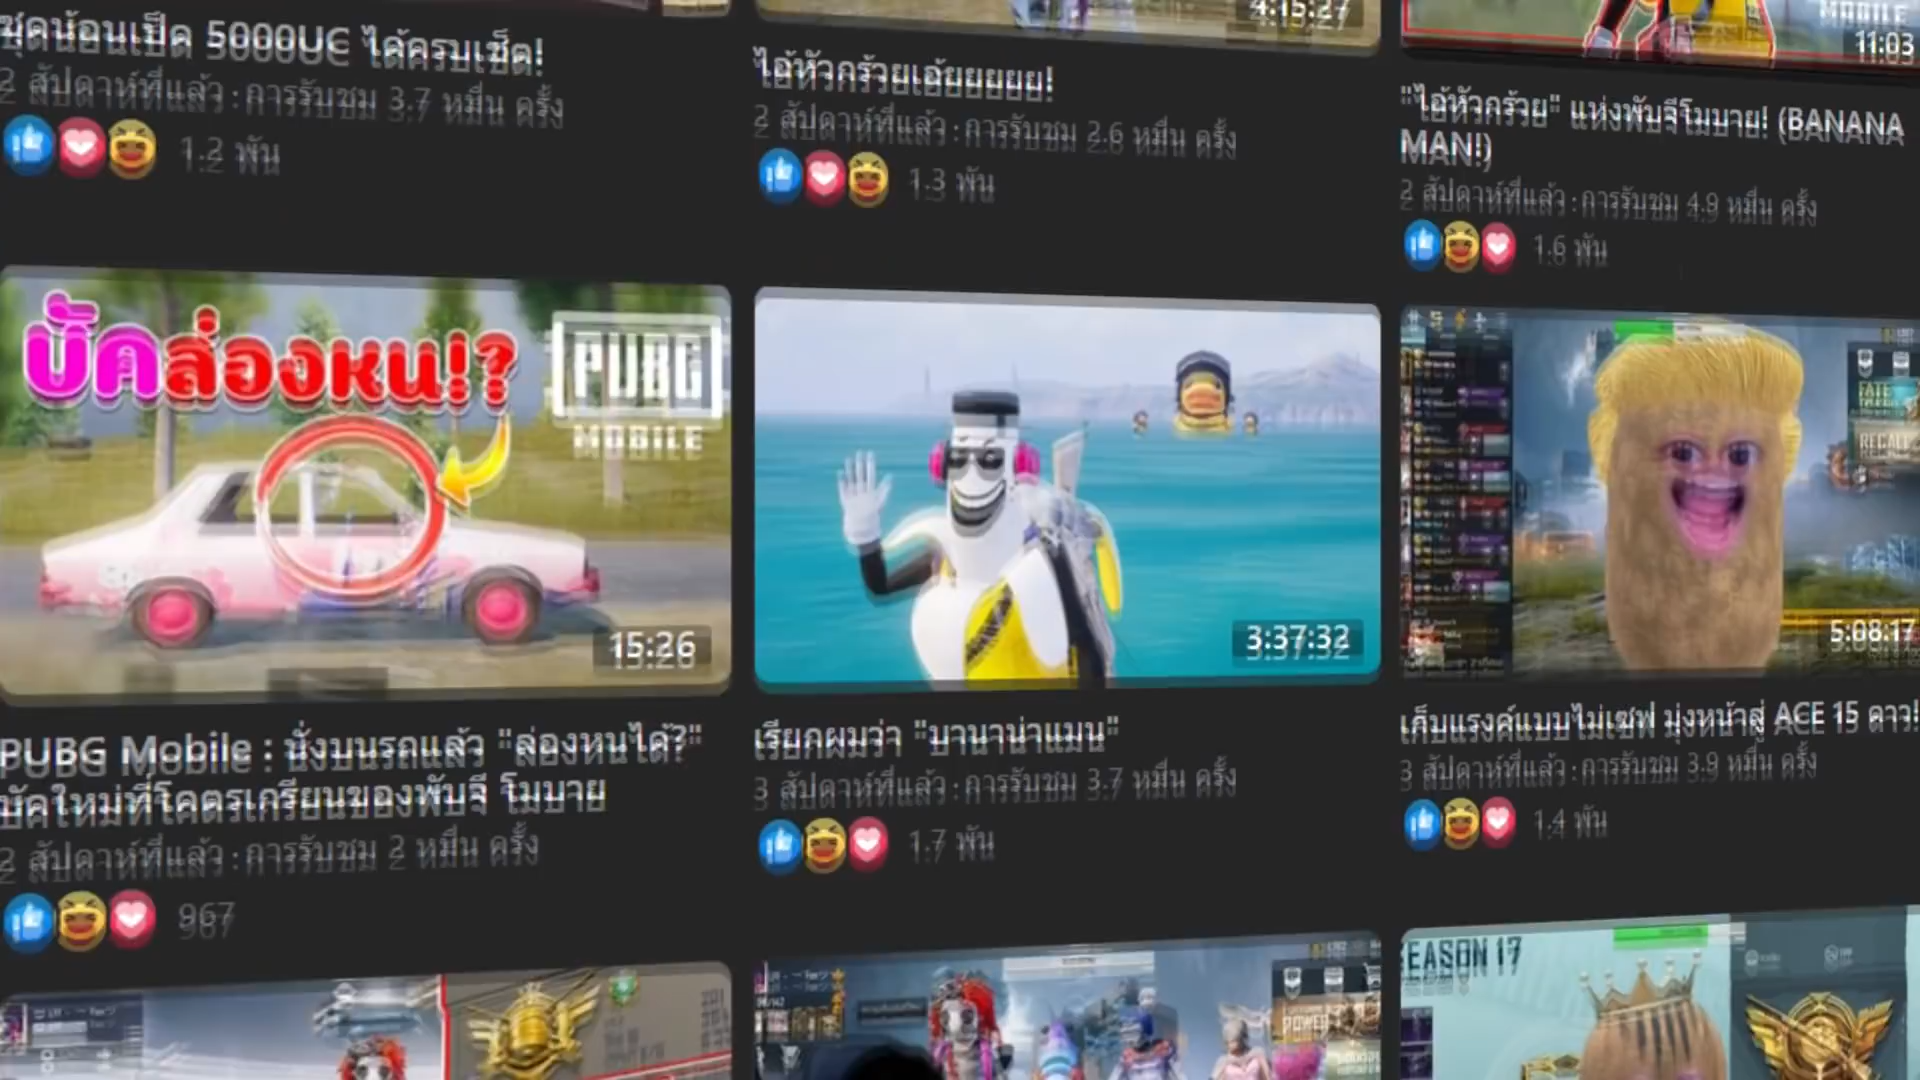 ชุดน้อนเป็ด 5000UC ได้ครบเซ็ต!
2 สัปดาห์ที่แล้ว · การรับชม 3.7 หมื่น ครั้ง
1.2 พัน
4:15:27
ไอ้หัวกร้วยเอ้ยยยยย!
2 สัปดาห์ที่แล้ว · การรับชม 2.6 หมื่น ครั้ง
1.3 พัน
MOBILE
11:03
"ไอ้หัวกร้วย" แห่งพับจีโมบาย! (BANANA
MAN!)
2 สัปดาห์ที่แล้ว · การรับชม 4.9 หมื่น ครั้ง
1.6 พัน
บั๊คล่องหน!?
PUBG
MOBILE
15:26
PUBG Mobile : นั่งบนรถแล้ว "ล่องหนได้?"
บัคใหม่ที่โคตรเกรียนของพับจี โมบาย
2 สัปดาห์ที่แล้ว · การรับชม 2 หมื่น ครั้ง
967
3:37:32
เรียกผมว่า "บานาน่าแมน"
3 สัปดาห์ที่แล้ว · การรับชม 3.7 หมื่น ครั้ง
1.7 พัน
FATE
RECALL
5:08:17
เก็บแรงค์แบบไม่เซฟ มุ่งหน้าสู่ ACE 15 ดาว!
3 สัปดาห์ที่แล้ว · การรับชม 3.9 หมื่น ครั้ง
1.4 พัน
POWER
EASON 17